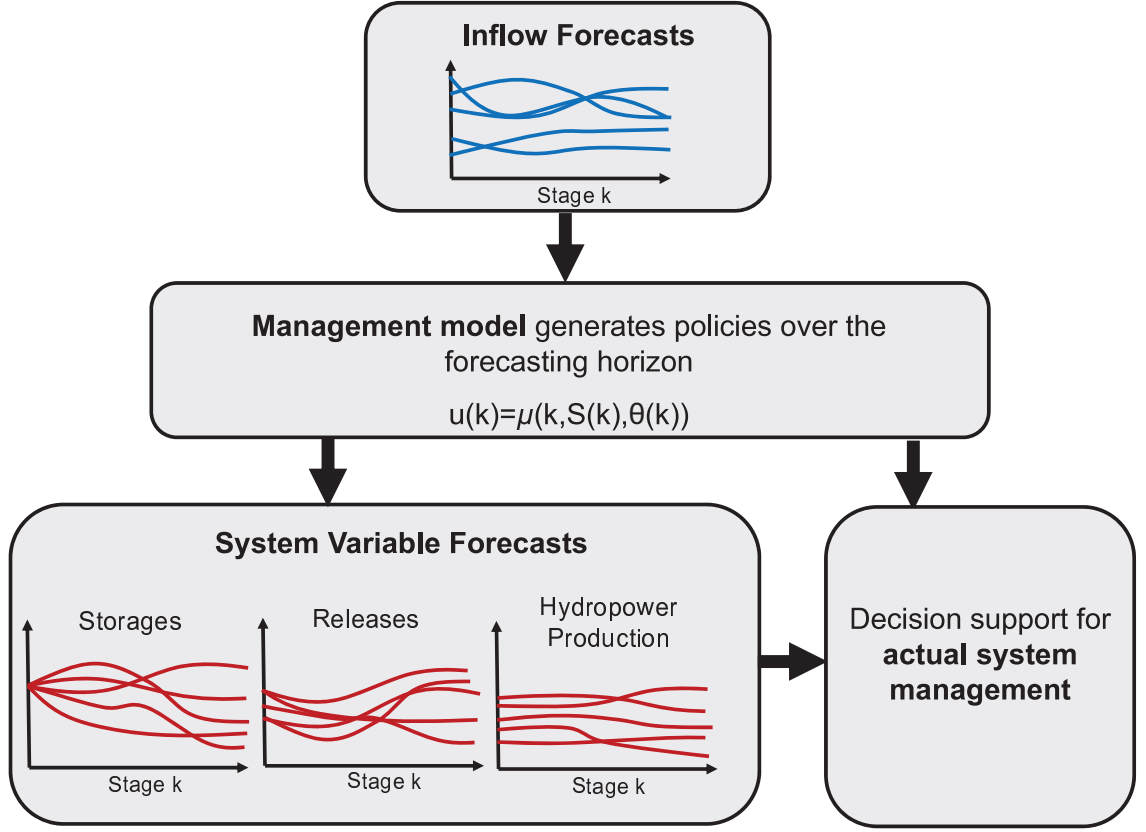 Inflow Forecasts
Stage k
Management model generates policies over the
forecasting horizon
u(k)=μ(k,S(k),θ(k))
System Variable Forecasts
Storages
Releases
Hydropower
Production
Stage k
Stage k
Stage k
Decision support for
actual system
management